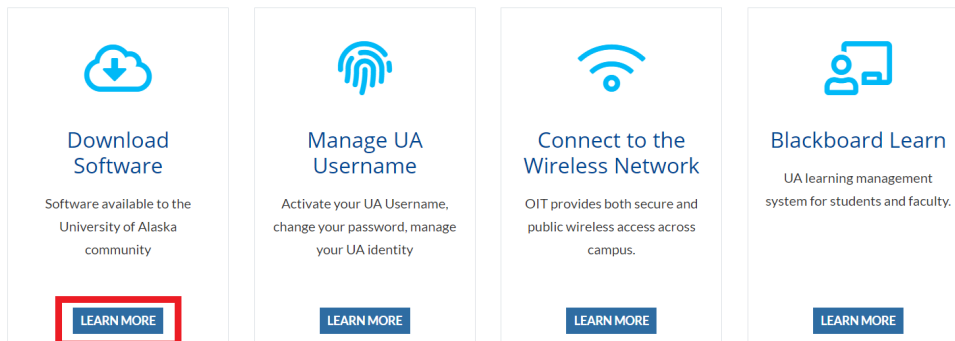 Download
Software
Software available to the
University of Alaska
community
LEARN MORE
Manage UA
Username
Activate your UA Username,
change your password, manage
your UA identity
LEARN MORE
Connect to the
Wireless Network
OIT provides both secure and
public wireless access across
campus.
LEARN MORE
Blackboard Learn
UA learning management
system for students and faculty.
LEARN MORE